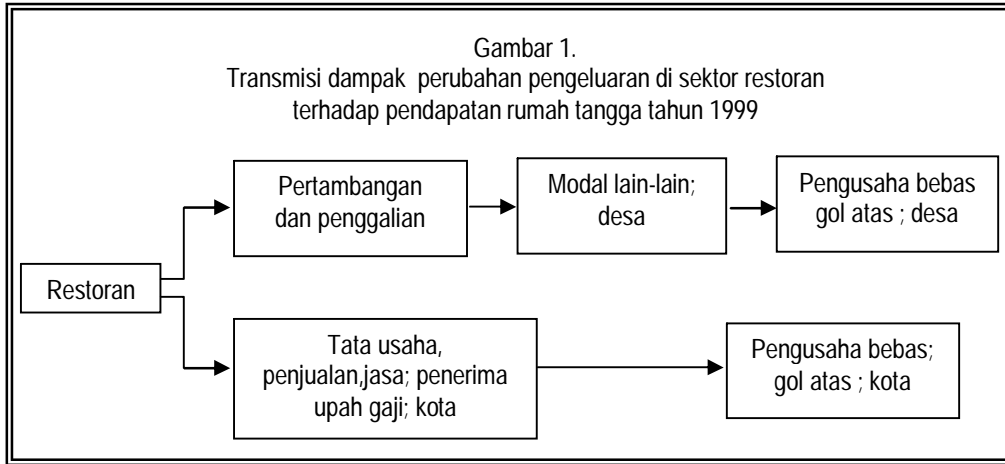 Gambar 1.
Transmisi dampak perubahan pengeluaran di sektor restoran
terhadap pendapatan rumah tangga tahun 1999
Pertambangan
dan penggalian
Modal lain-lain;
desa
Pengusaha bebas
gol atas ; desa
Restoran
Tata usaha,
penjualan,jasa; penerima
upah gaji; kota
Pengusaha bebas;
gol atas ; kota